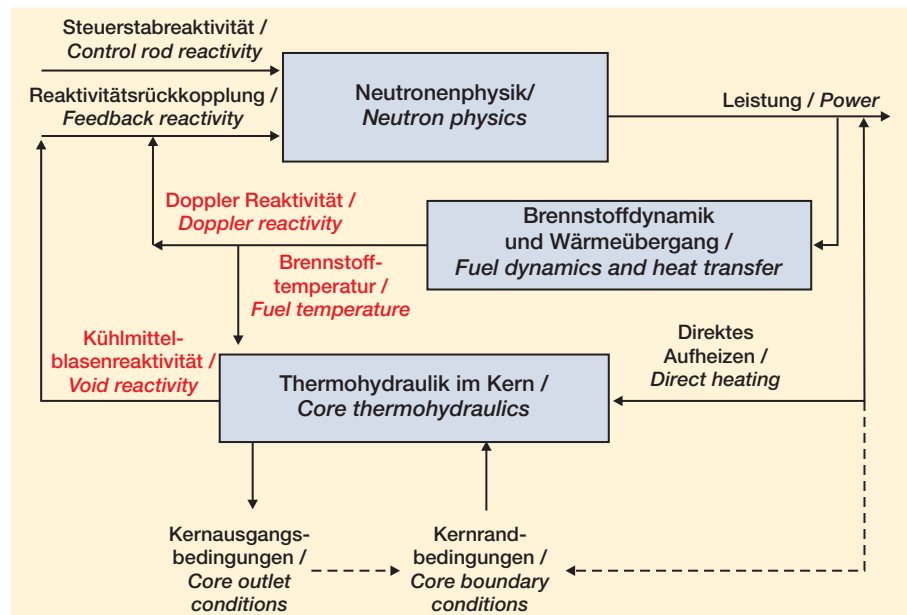 Steuerstabreaktivität /
Control rod reactivity
Reaktivitätsrückkopplung /
Feedback reactivity
Neutronenphysik/
Neutron physics
Leistung / Power
Doppler Reaktivität /
Doppler reactivity
Brennstoffdynamik
und Wärmeübergang /
Fuel dynamics and heat transfer
Brennstoff-
temperatur /
Fuel temperature
Kühlmittel-
blasenreaktivität /
Void reactivity
Thermohydraulik im Kern /
Core thermohydraulics
Direktes
Aufheizen /
Direct heating
Kernausgangs-
bedingungen /
Core outlet
conditions
Kernrand-
bedingungen /
Core boundary
conditions